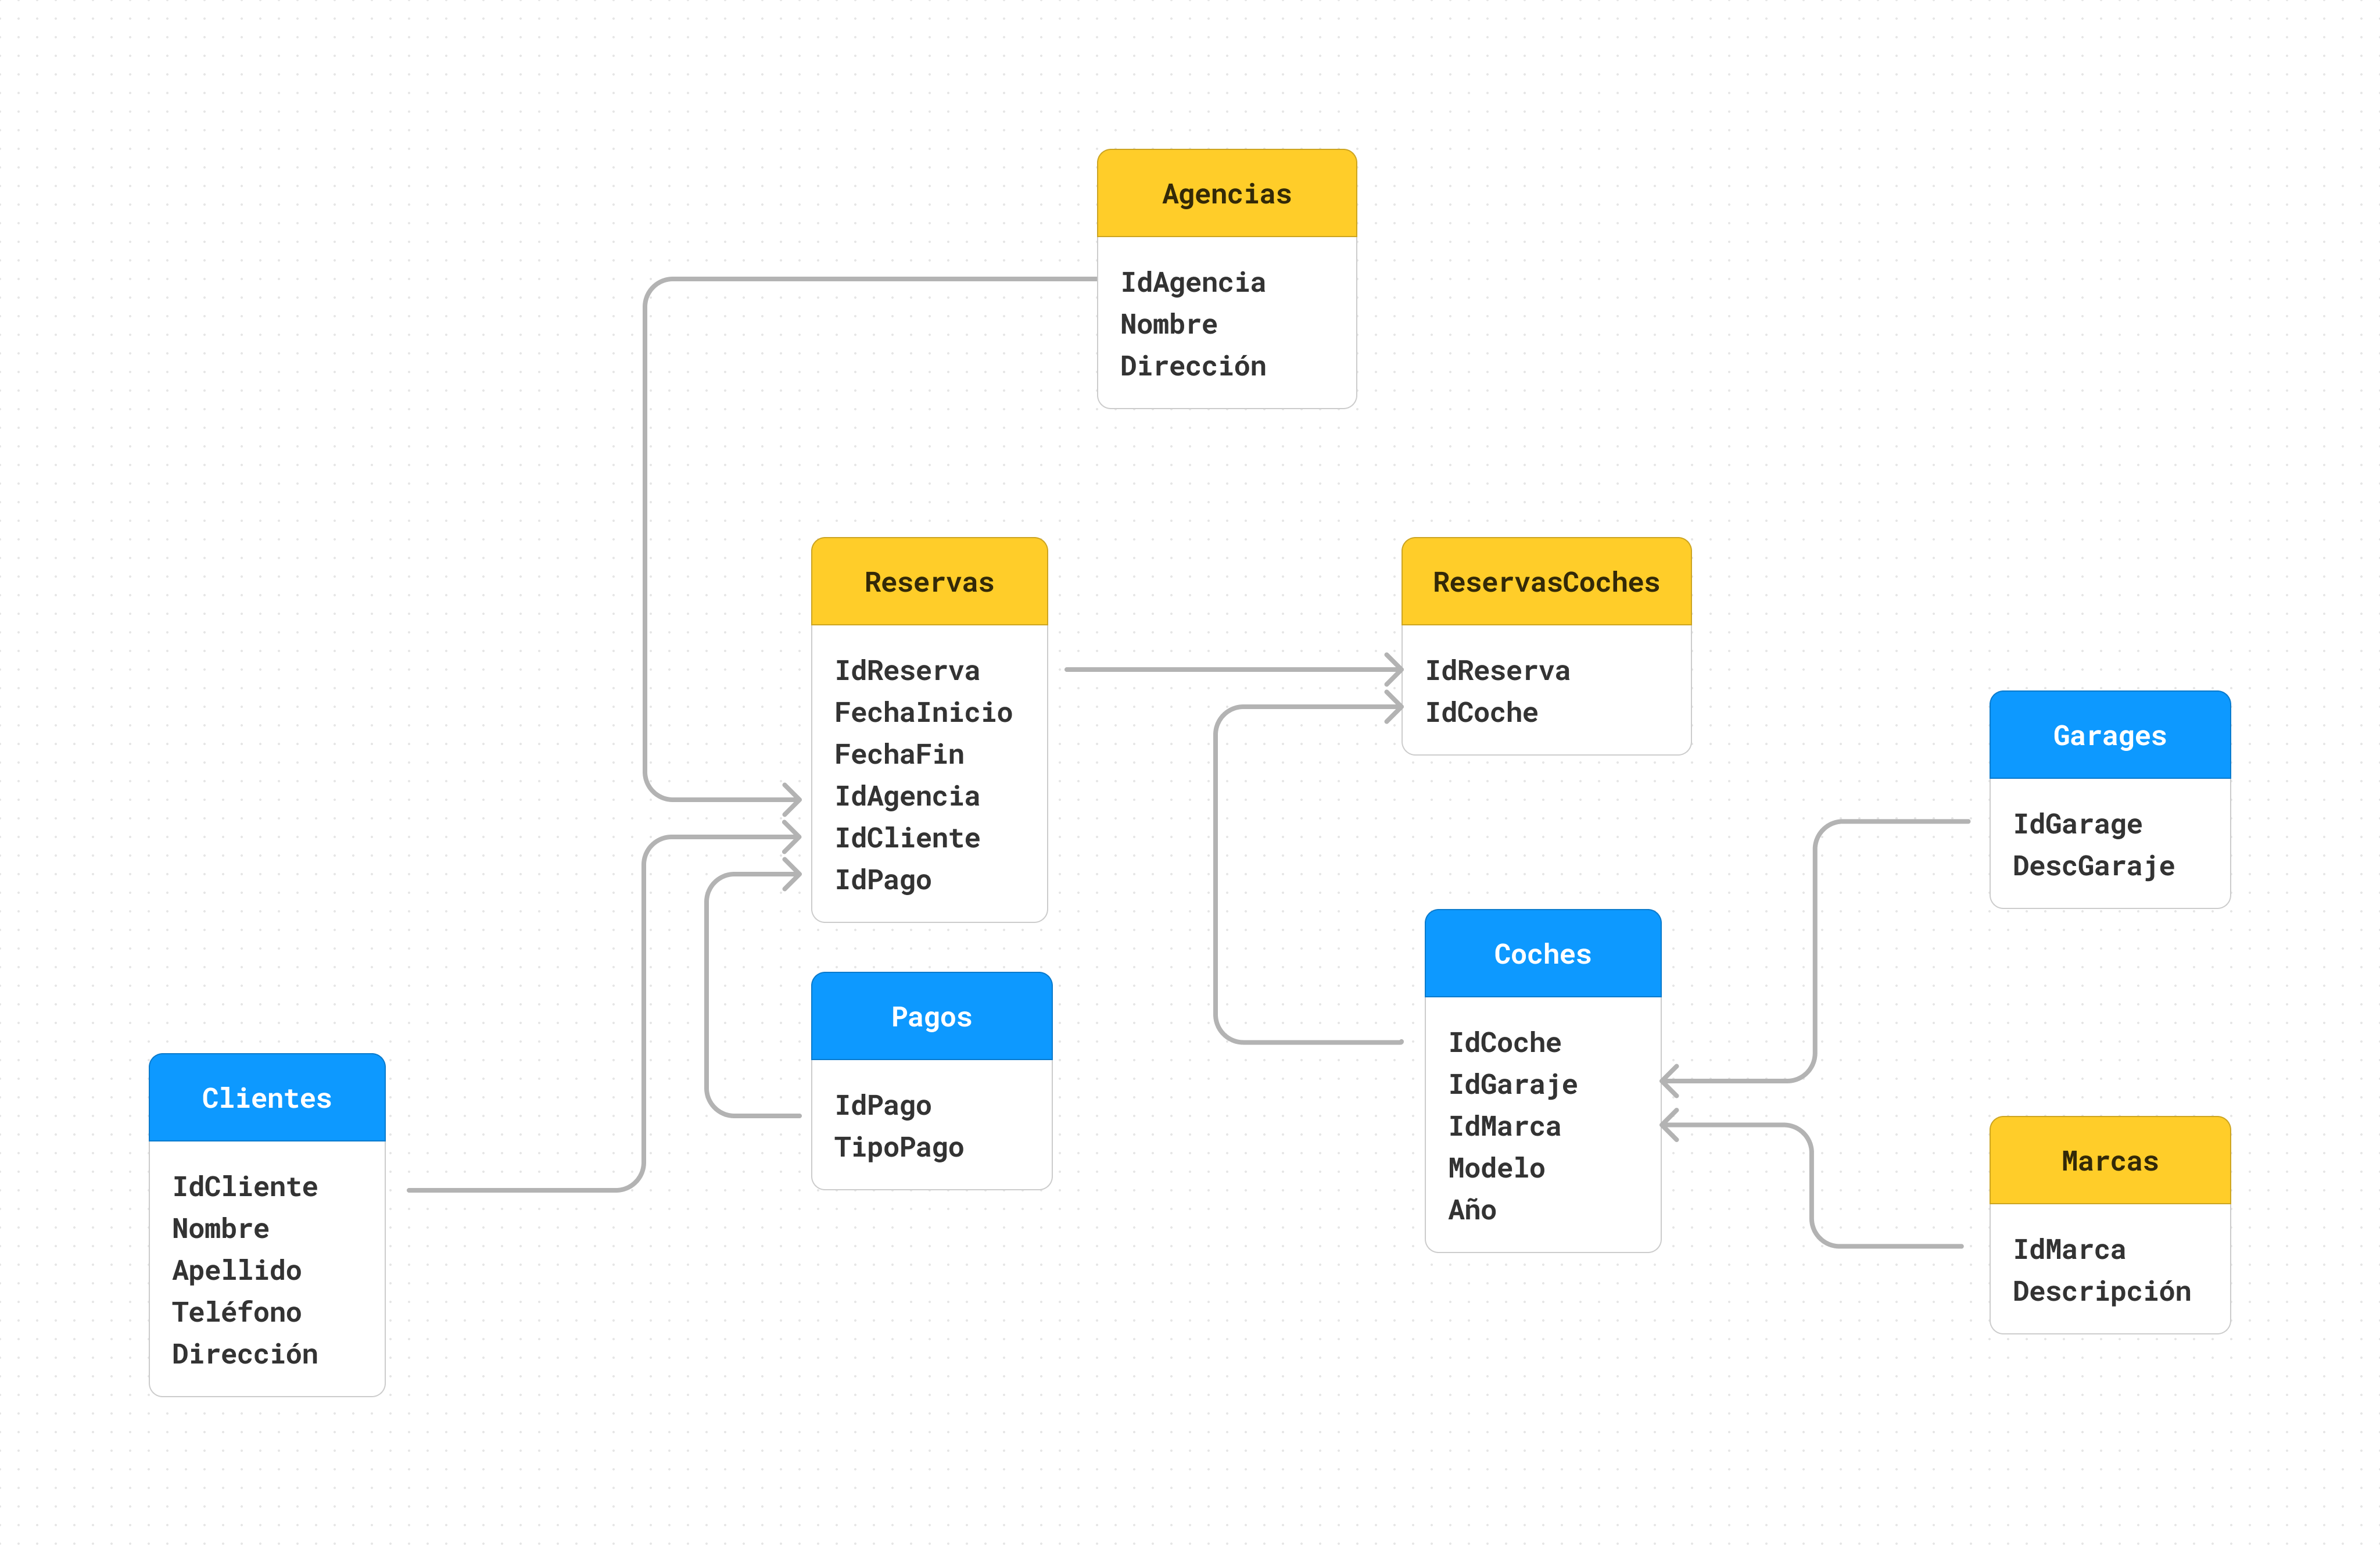 Agencias
IdAgencia
Nombre
Dirección
Reservas
IdReserva
FechaInicio
FechaFin
IdAgencia
IdCliente
IdPago
ReservasCoches
IdReserva
IdCoche
Garages
IdGarage
DescGaraje
Coches
IdCoche
IdGaraje
IdMarca
Modelo
Año
Pagos
IdPago
TipoPago
Clientes
IdCliente
Nombre
Apellido
Teléfono
Dirección
Marcas
IdMarca
Descripción